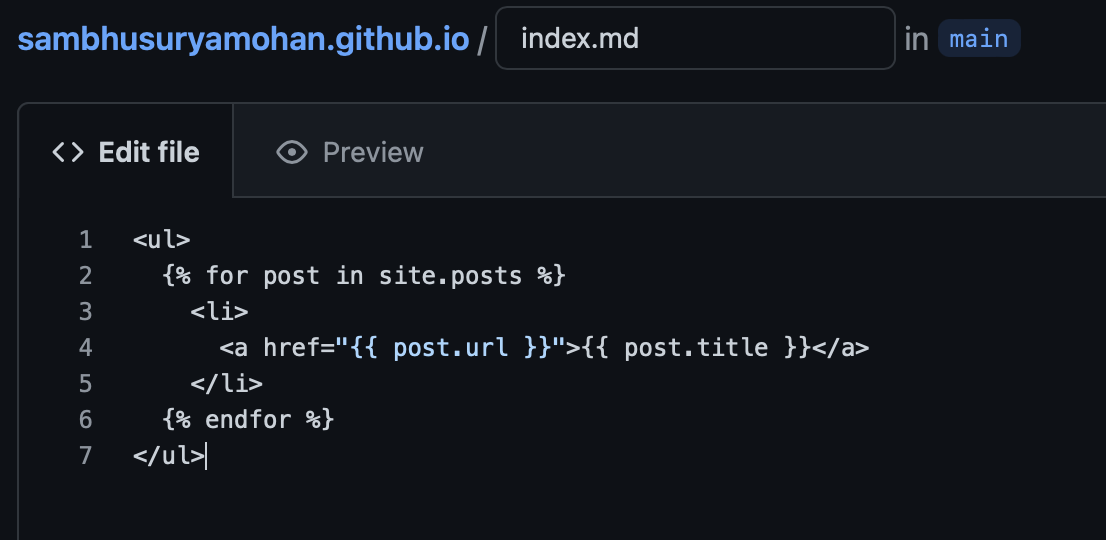 sambhusuryamohan.github.io / index.md in main
<> Edit file Preview
1 <ul>
2   {% for post in site.posts %}
3     <li>
4       <a href="{{ post.url }}">{{ post.title }}</a>
5     </li>
6   {% endfor %}
7 </ul>